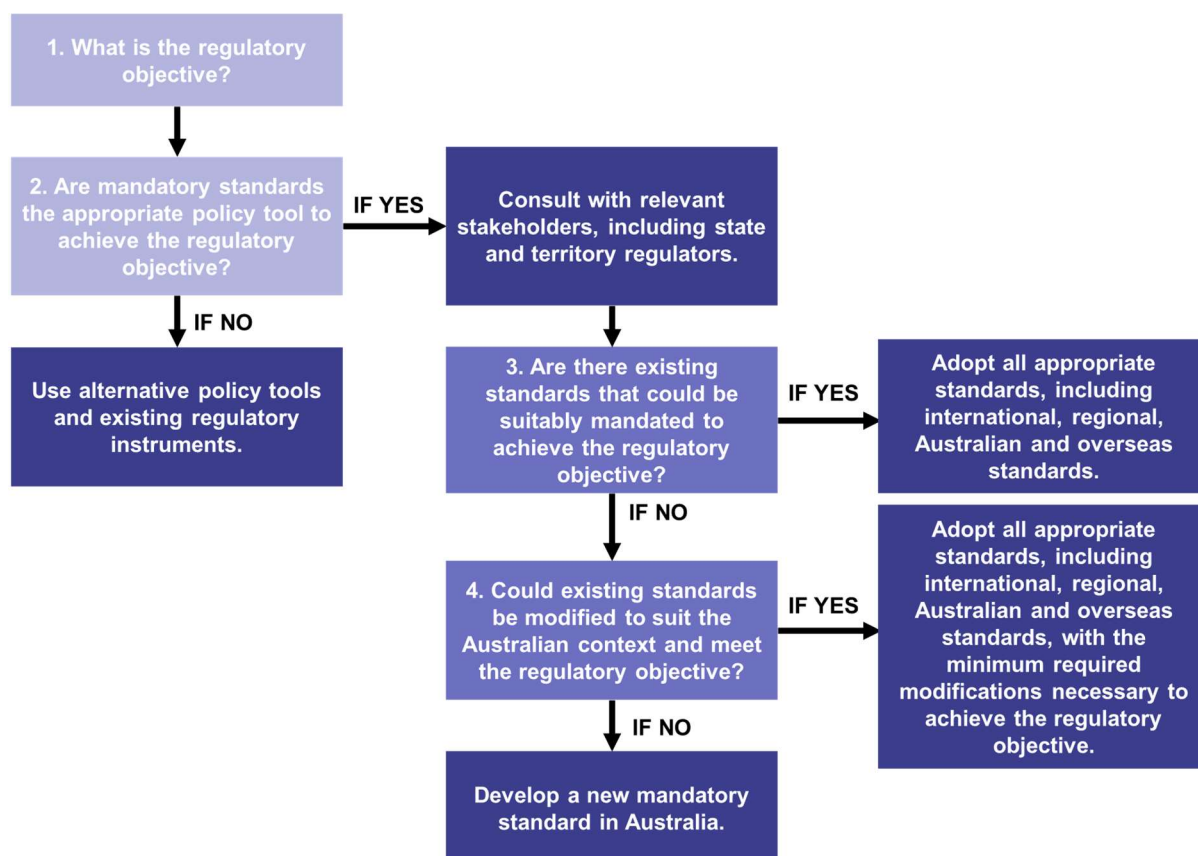 1. What is the regulatory
objective?
2. Are mandatory standards
the appropriate policy tool to
achieve the regulatory
objective?
IF YES
Consult with relevant
stakeholders, including state
and territory regulators.
IF NO
Use alternative policy tools
and existing regulatory
instruments.
3. Are there existing
standards that could be
suitably mandated to
achieve the regulatory
objective?
IF YES
Adopt all appropriate
standards, including
international, regional,
Australian and overseas
standards.
IF NO
4. Could existing standards
be modified to suit the
Australian context and meet
the regulatory objective?
IF YES
Adopt all appropriate
standards, including
international, regional,
Australian and overseas
standards, with the
minimum required
modifications necessary to
achieve the regulatory
objective.
IF NO
Develop a new mandatory
standard in Australia.